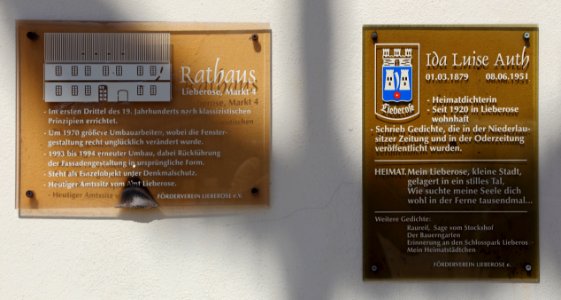 Rathaus
Lieberose, Markt 4
- Im ersten Drittel des 19. Jahrhunderts nach klassizistischen
Prinzipien errichtet.
- Um 1970 größere Umbauarbeiten, wobei die Fenster-
gestaltung recht unglücklich verändert wurde.
- 1993 bis 1994 erneuter Umbau, dabei Rückführung
der Fassadengestaltung in ursprüngliche Form.
- Steht als Einzelobjekt unter Denkmalschutz.
- Heutiger Amtssitz vom Amt Lieberose.
FÖRDERVEREIN LIEBEROSE e.V.
Lieberose
Ida Luise Auth
01.03.1879 08.06.1951
- Heimatdichterin
- Seit 1920 in Lieberose
wohnhaft
- Schrieb Gedichte, die in der Niederlau-
sitzer Zeitung und in der Oderzeitung
veröffentlicht wurden.
HEIMAT. Mein Lieberose, kleine Stadt,
gelagert in ein stilles Tal,
Wie suchte meine Seele dich
wohl in der Ferne tausendmal...
Weitere Gedichte:
Raureif, Sage vom Stockshof
Der Bauerngarten
Erinnerung an den Schlosspark Lieberos
Mein Heimatstädtchen
FÖRDERVEREIN LIEBEROSE e.